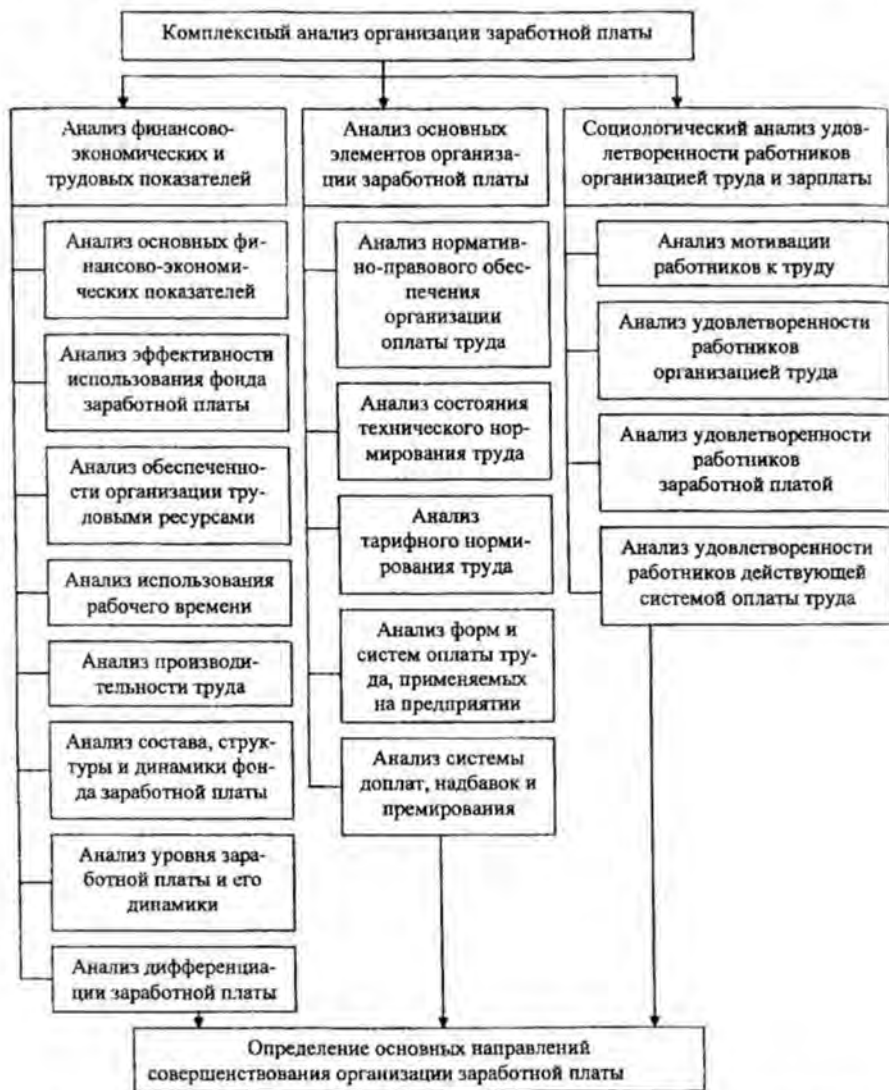 Комплексный анализ организации заработной платы
Анализ финансово-
экономических и
трудовых показателей
Анализ основных фи-
нансово-экономи-
ческих показателей
Анализ эффективности
использования фонда
заработной платы
Анализ обеспеченно-
сти организации тру-
довыми ресурсами
Анализ использования
рабочего времени
Анализ производи-
тельности труда
Анализ состава, струк-
туры и динамики фон-
да заработной платы
Анализ уровня зара-
ботной платы и его
динамики
Анализ дифференциа-
ции заработной платы
Анализ основных
элементов организа-
ции заработной платы
Анализ норматив-
но-правового обес-
печения
организации
оплаты труда
Анализ состояния
технического нор-
мирования труда
Анализ
тарифного норми-
рования труда
Анализ форм и
систем оплаты тру-
да, применяемых
на предприятии
Анализ системы
доплат, надбавок и
премирования
Социологический анализ удов-
летворенности работников
организацией труда и зарплаты
Анализ мотивации
работников к труду
Анализ удовлетворенности
работников
организацией труда
Анализ удовлетворенности
работников
заработной платой
Анализ удовлетворенности
работников действующей
системой оплаты труда
Определение основных направлений
совершенствования организации заработной платы